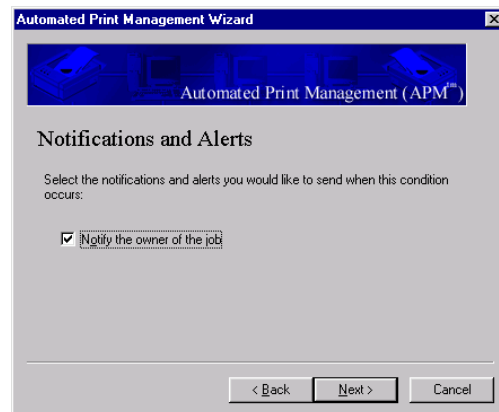 Automated Print Management Wizard
Automated Print Management (APM™)
Notifications and Alerts
Select the notifications and alerts you would like to send when this condition
occurs:
Notify the owner of the job
< Back
Next >
Cancel